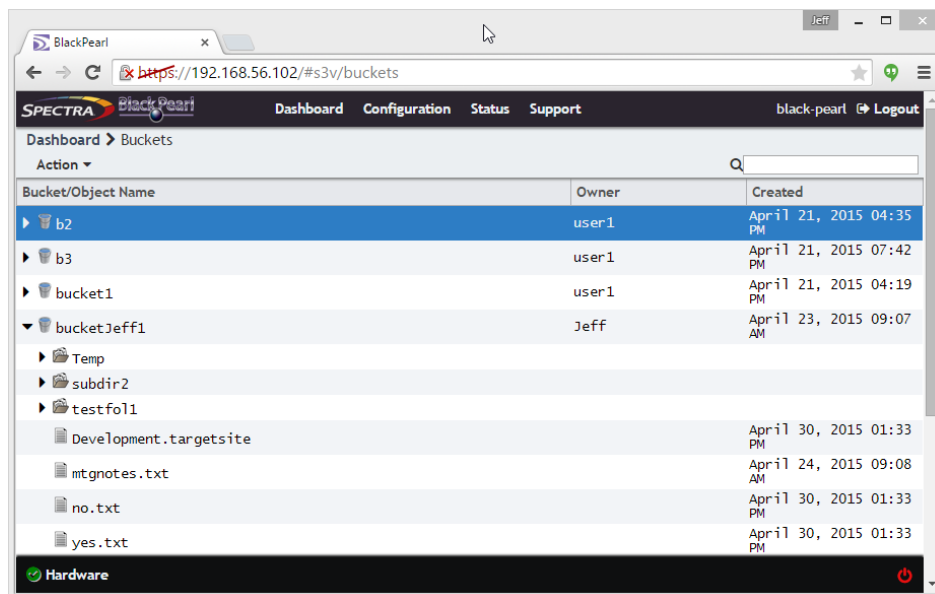 Jeff
BlackPearl
https://192.168.56.102/#s3v/buckets
SPECTRA BlackPearl Dashboard Configuration Status Support black-pearl Logout
Dashboard > Buckets
Action
Bucket/Object Name Owner Created
b2 user1 April 21, 2015 04:35
PM
b3 user1 April 21, 2015 07:42
PM
bucket1 user1 April 21, 2015 04:19
PM
bucketJeff1 Jeff April 23, 2015 09:07
AM
Temp
subdir2
testfol1
Development.targetsite April 30, 2015 01:33
PM
mtgnotes.txt April 24, 2015 09:08
AM
no.txt April 30, 2015 01:33
PM
yes.txt April 30, 2015 01:33
PM
Hardware